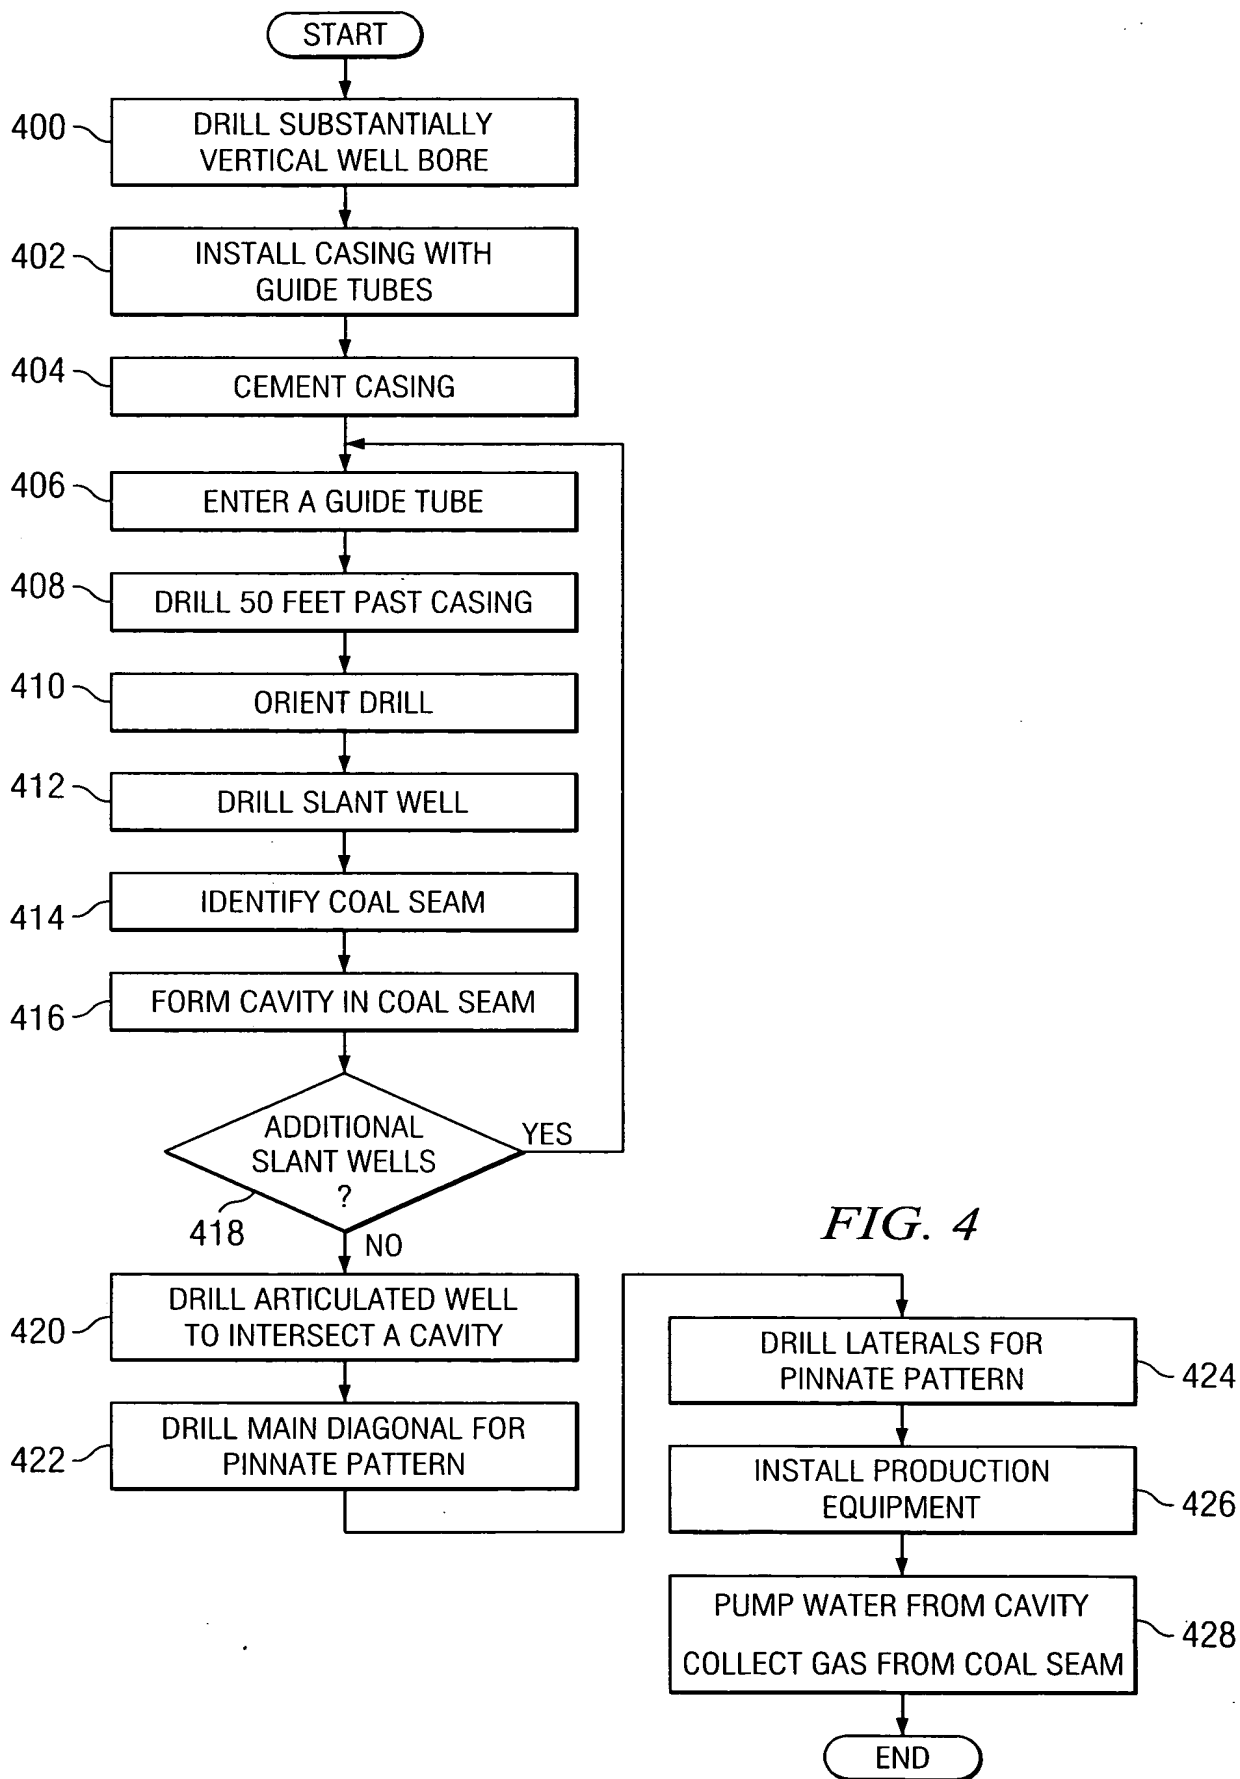 START
400
DRILL SUBSTANTIALLY
VERTICAL WELL BORE
402
INSTALL CASING WITH
GUIDE TUBES
404
CEMENT CASING
406
ENTER A GUIDE TUBE
408
DRILL 50 FEET PAST CASING
410
ORIENT DRILL
412
DRILL SLANT WELL
414
IDENTIFY COAL SEAM
416
FORM CAVITY IN COAL SEAM
ADDITIONAL
SLANT WELLS
?
YES
418
NO
420
DRILL ARTICULATED WELL
TO INTERSECT A CAVITY
422
DRILL MAIN DIAGONAL FOR
PINNATE PATTERN
FIG. 4
DRILL LATERALS FOR
PINNATE PATTERN
424
INSTALL PRODUCTION
EQUIPMENT
426
PUMP WATER FROM CAVITY
COLLECT GAS FROM COAL SEAM
428
END